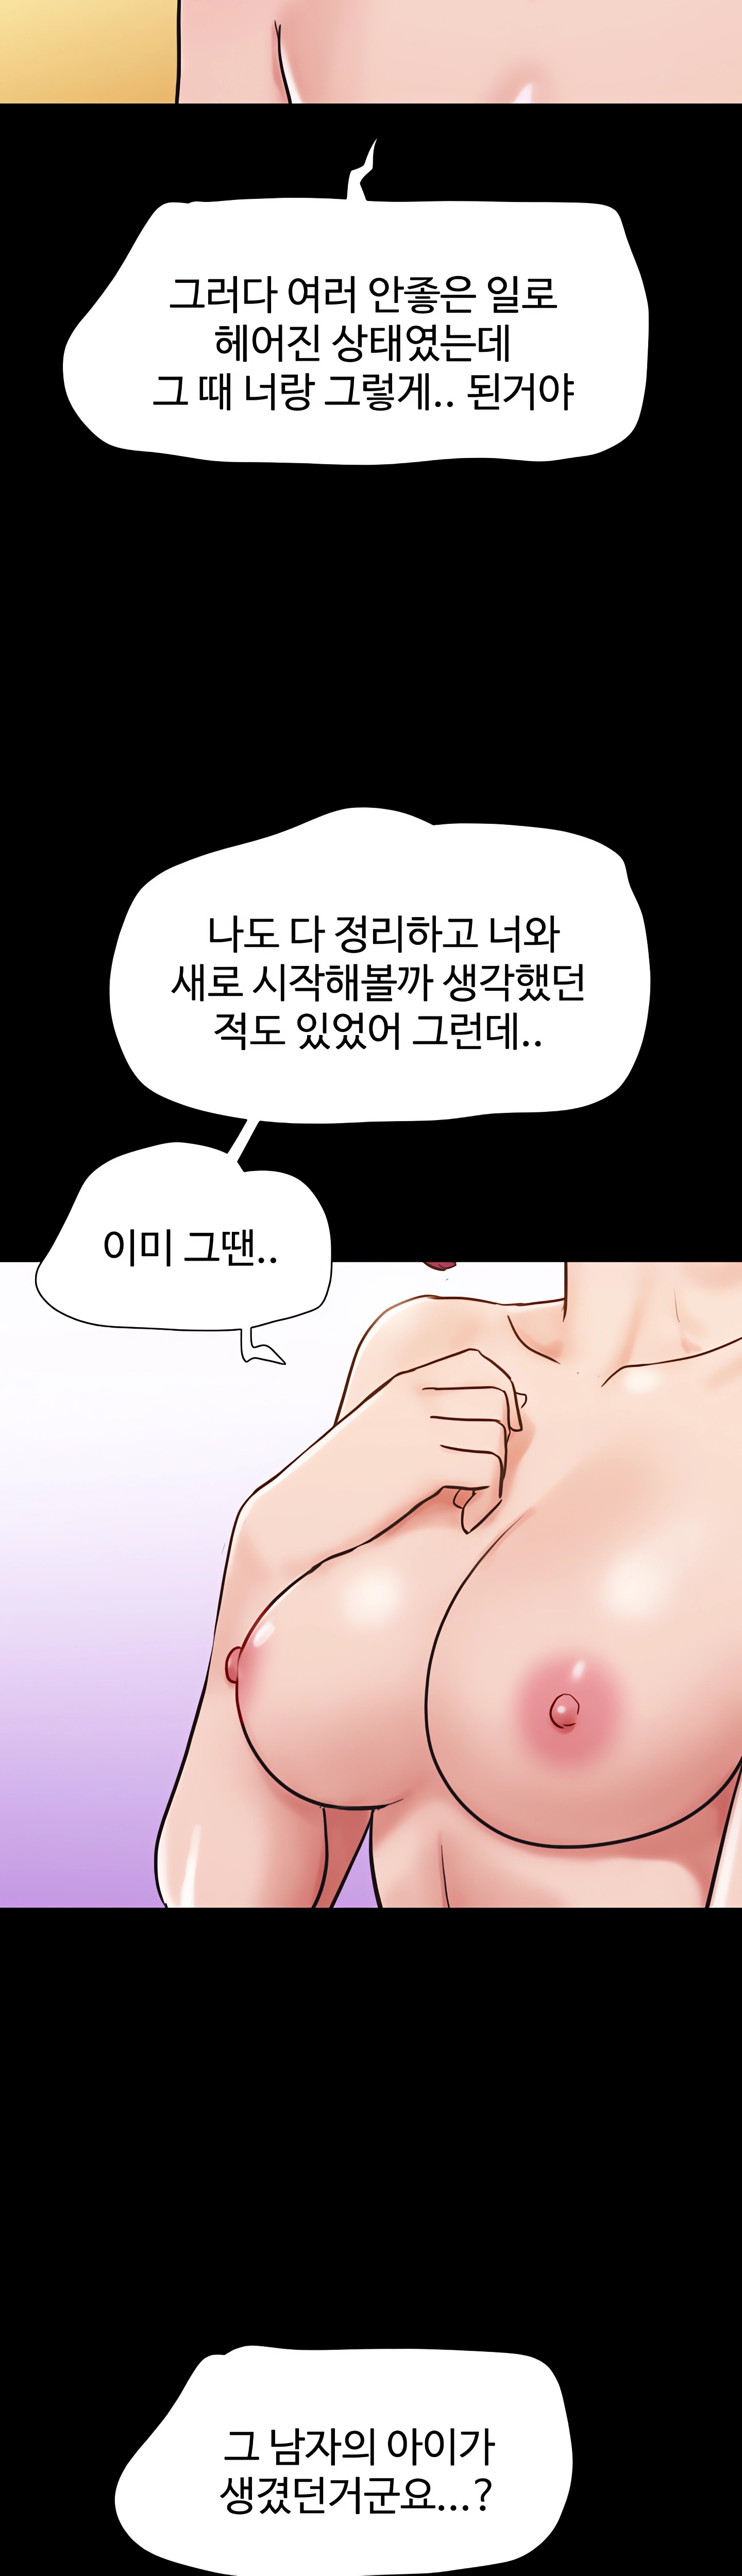 그러다 여러 안좋은 일로
헤어진 상태였는데
그 때 너랑 그렇게.. 된거야
나도 다 정리하고 너와
새로 시작해볼까 생각했던
적도 있었어 그런데..
이미 그땐..
그 남자의 아이가
생겼던거군요...?